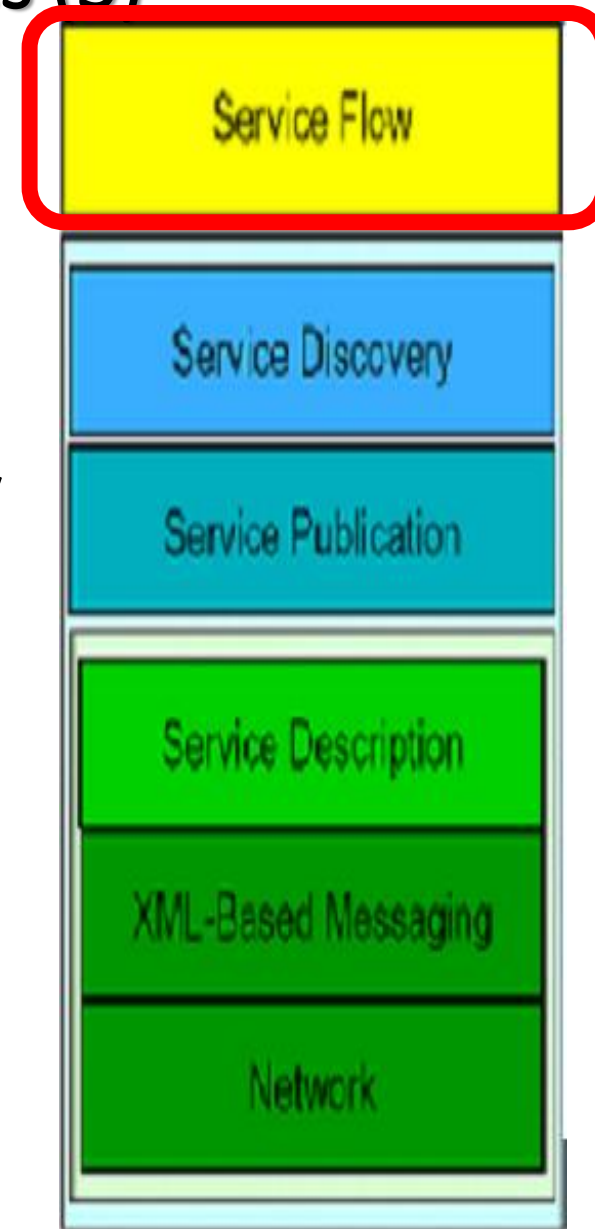 Service Flow
Service Discovery
Service Publication
Service Description
XML-Based Messaging
Network